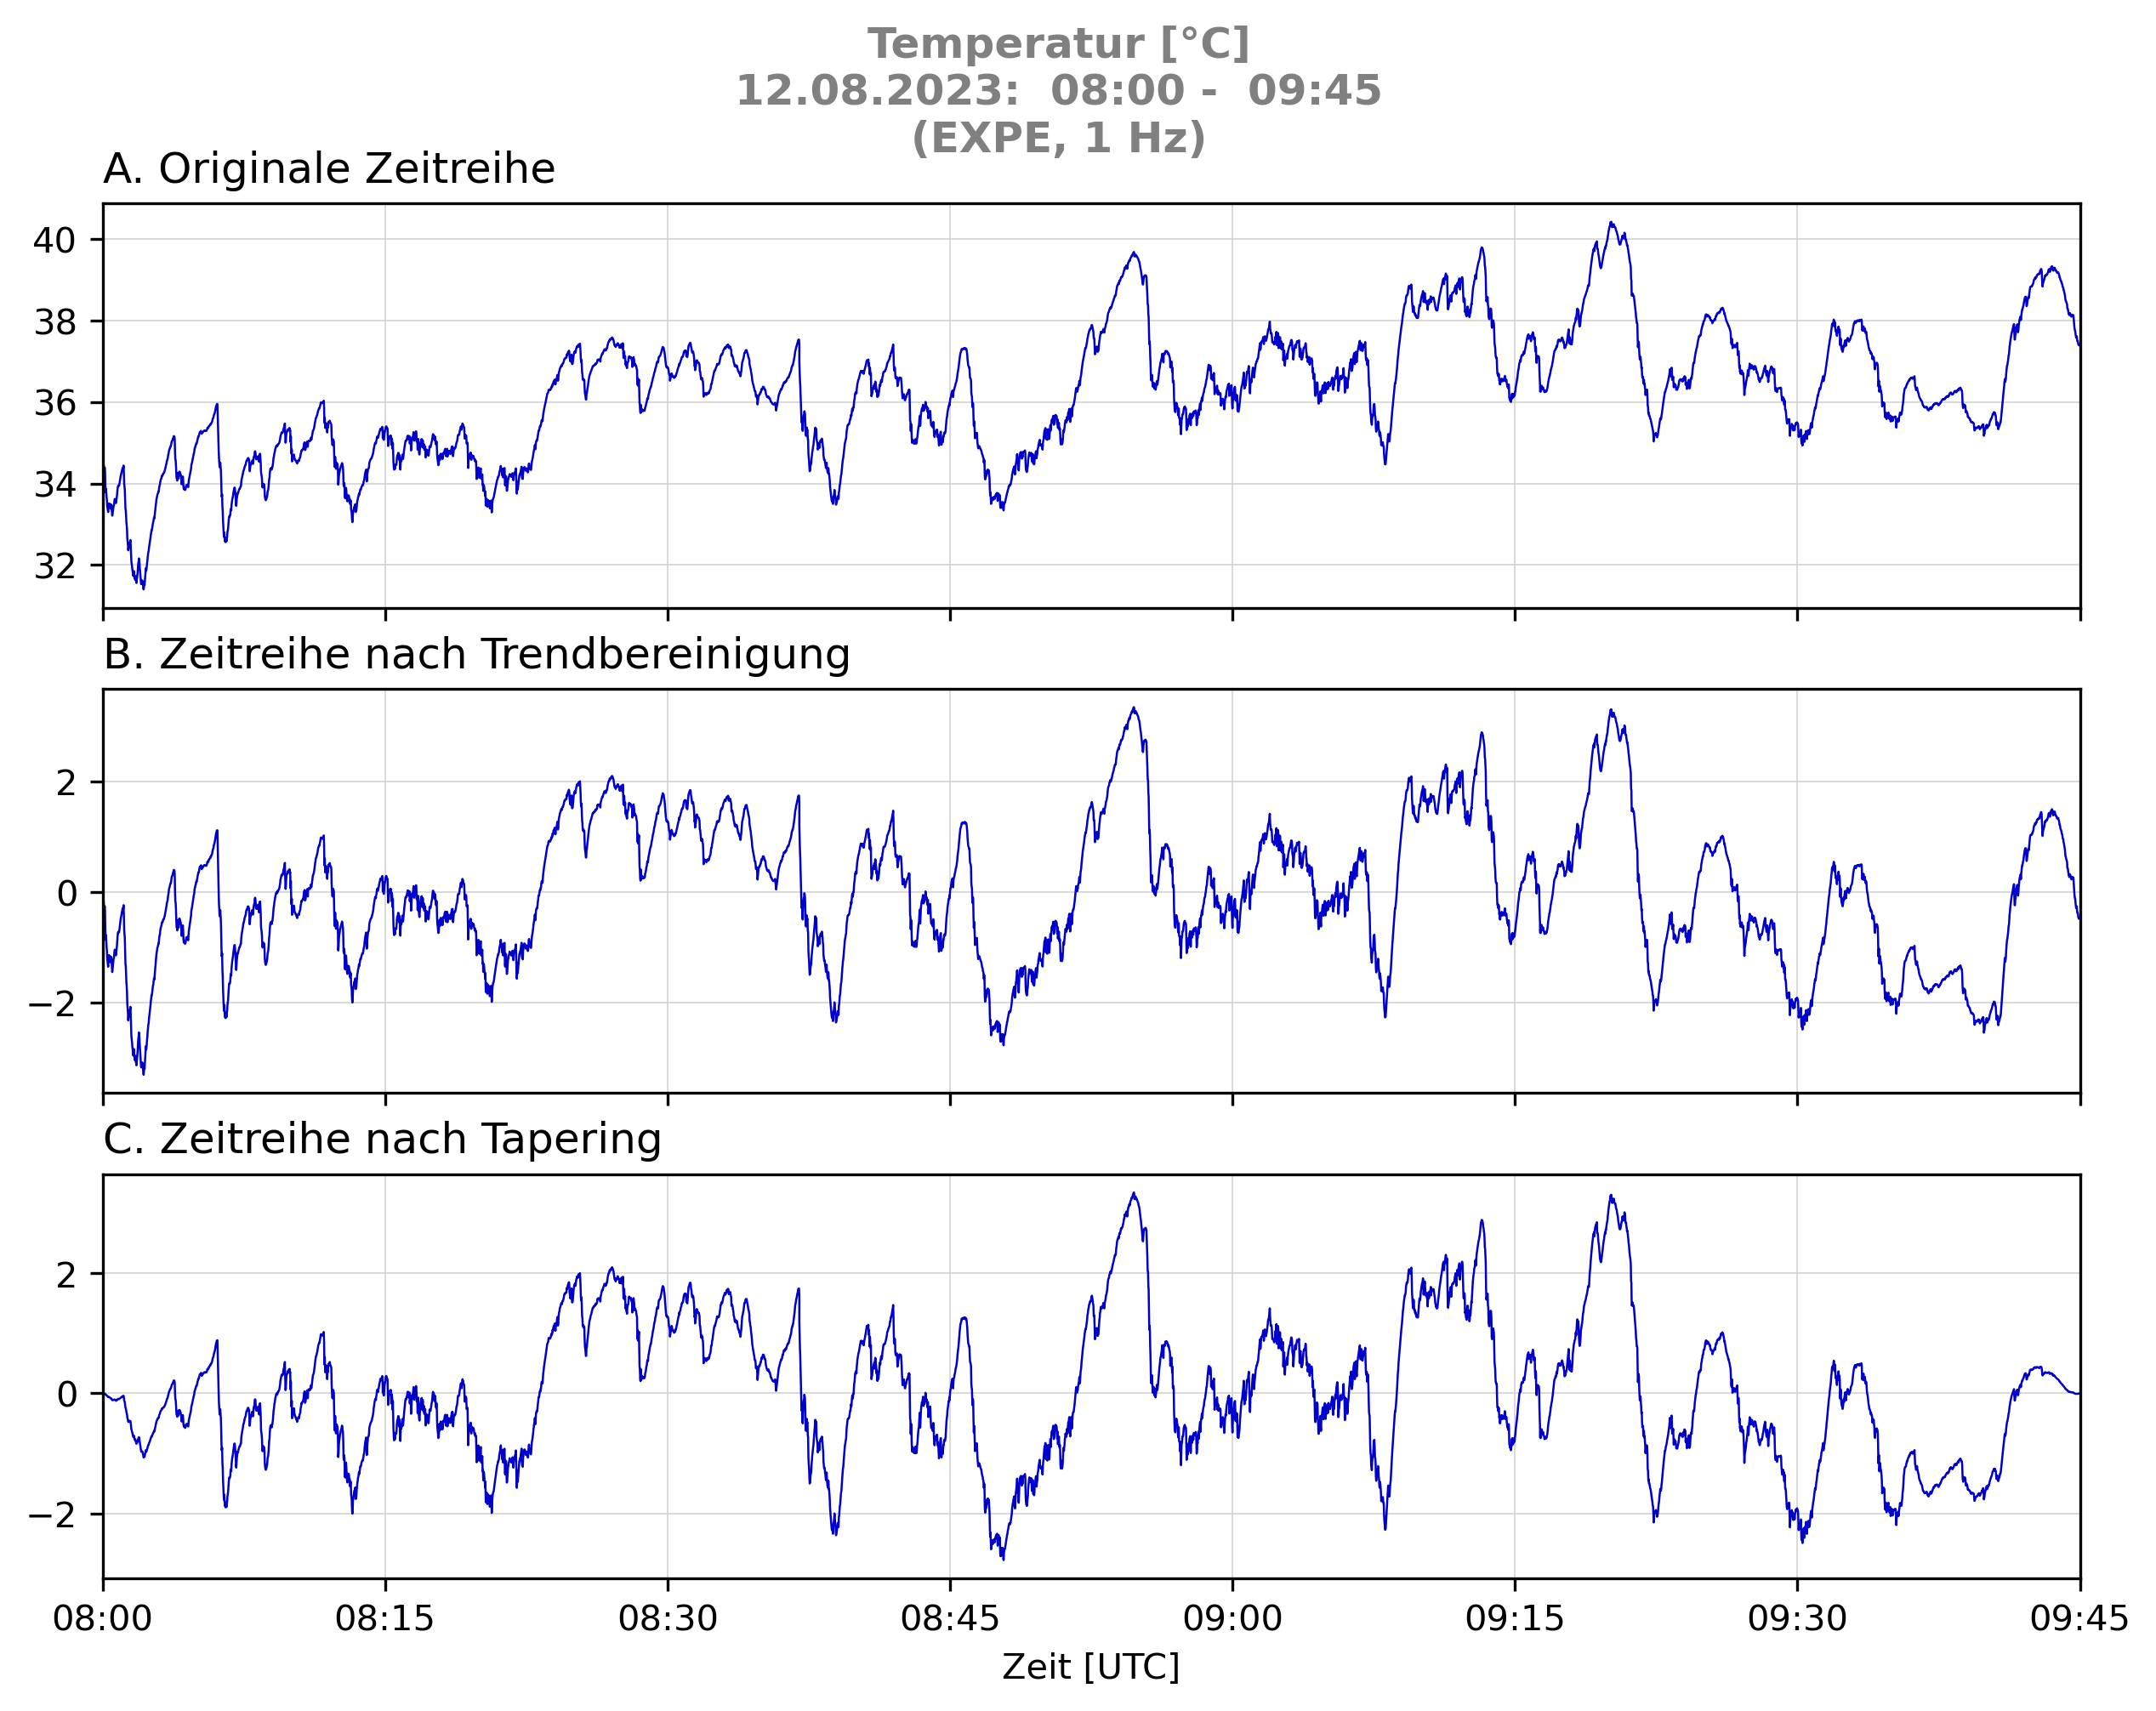 Temperatur [°C]
12.08.2023:  08:00 -  09:45
(EXPE, 1 Hz)
A. Originale Zeitreihe
40
38
36
34
32
B. Zeitreihe nach Trendbereinigung
2
0
−2
C. Zeitreihe nach Tapering
2
0
−2
08:00 08:15 08:30 08:45 09:00 09:15 09:30 09:45
Zeit [UTC]